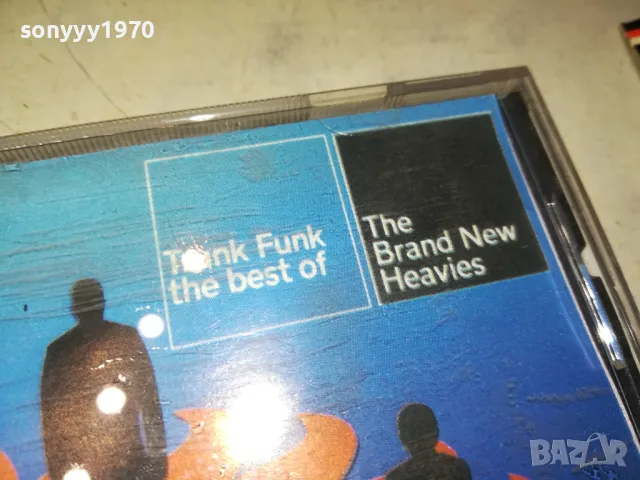 sonyyy1970
Trunk Funk
the best of
The
Brand New
Heavies
BAZAR